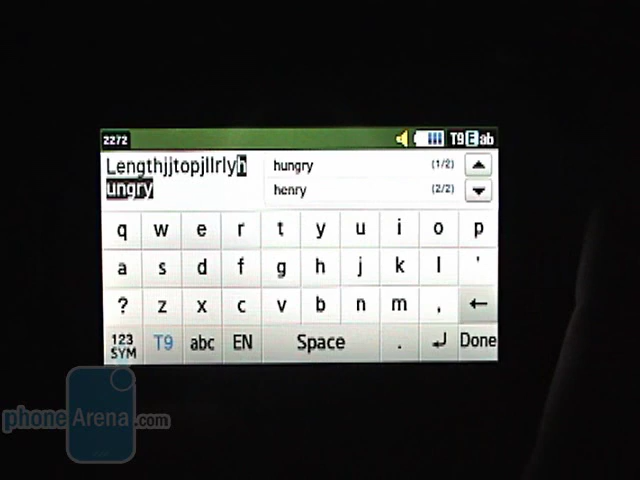 2272
T9 E ab
Lengthjjtopjllrlyh
ungry
hungry (1/2)
henry (2/2)
q w e r t y u i o p
a s d f g h j k l '
? z x c v b n m , ←
123 SYM T9 abc EN Space . ↵ Done
phoneArena.com